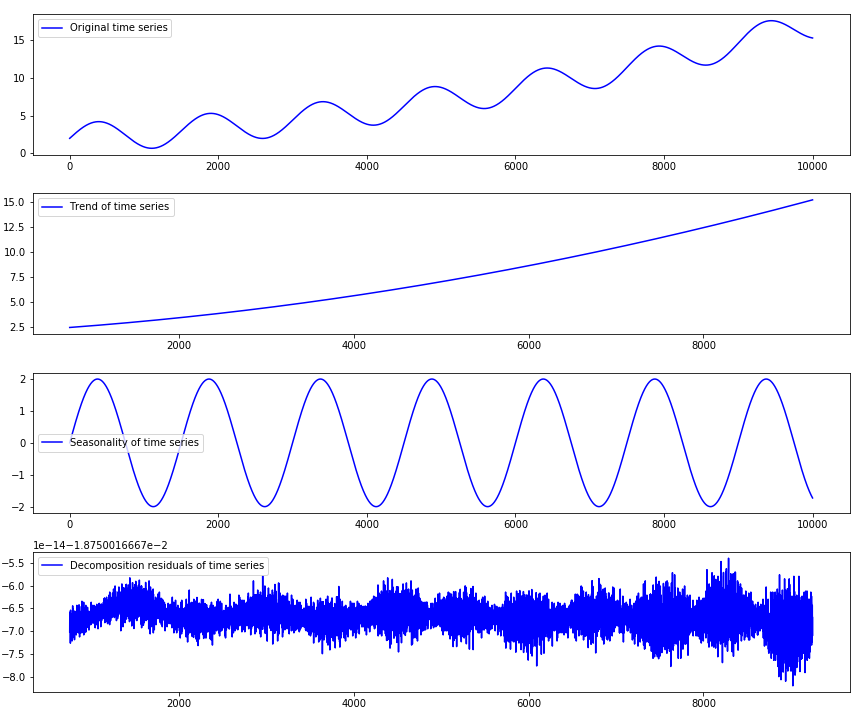 Original time series
15
10
5
0
0 2000 4000 6000 8000 10000
Trend of time series
15.0
12.5
10.0
7.5
5.0
2.5
2000 4000 6000 8000
2
1
0
−1
−2
Seasonality of time series
0 2000 4000 6000 8000 10000
1e−14−1.8750016667e−2
Decomposition residuals of time series
−5.5
−6.0
−6.5
−7.0
−7.5
−8.0
2000 4000 6000 8000